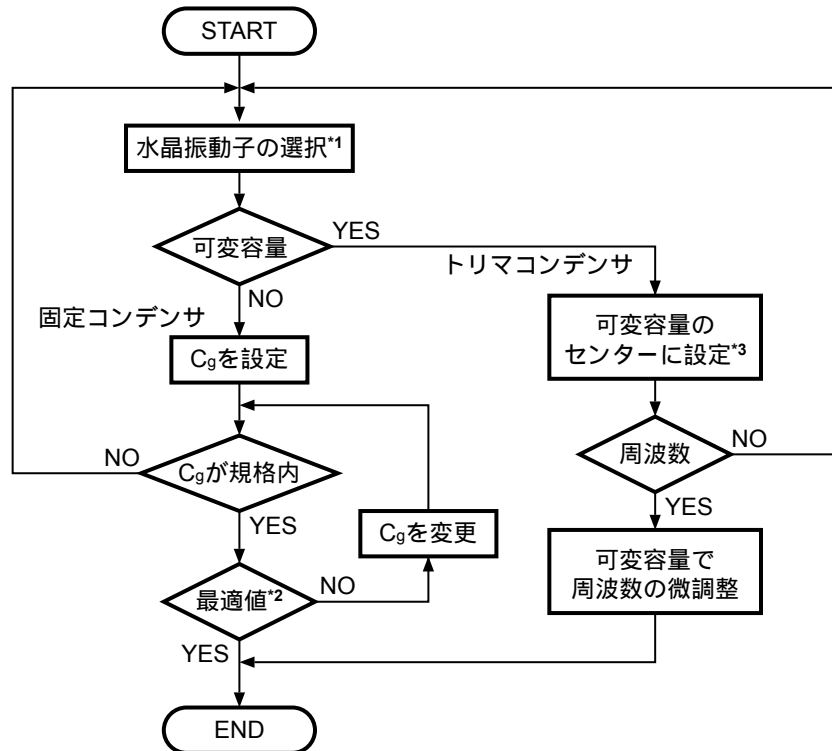 START
水晶振動子の選択*1
可変容量
YES
トリマコンデンサ
NO
固定コンデンサ
Cgを設定
可変容量の
センターに設定*3
NO
Cgが規格内
YES
周波数
NO
YES
Cgを変更
可変容量で
周波数の微調整
最適値*2
NO
YES
END